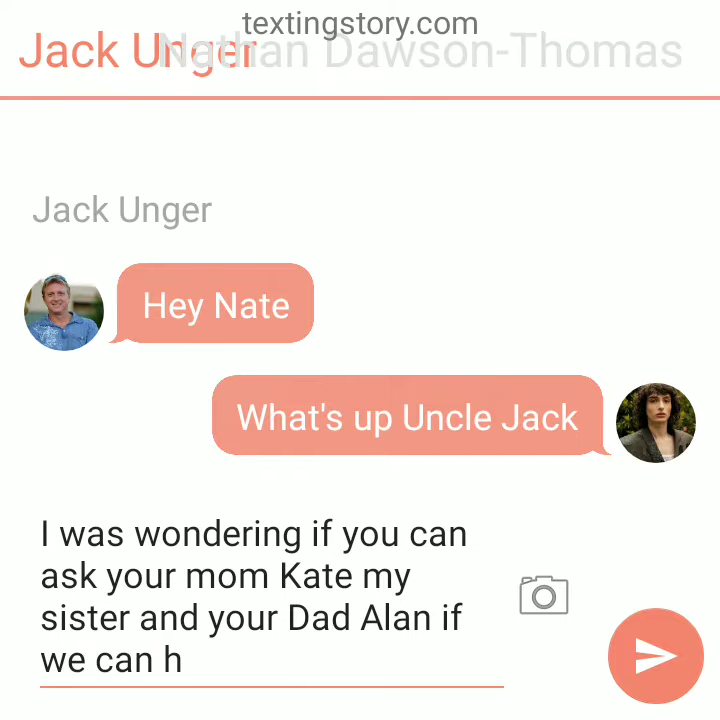 textingstory.com
Jack Unger
Nathan Dawson-Thomas
Jack Unger
Hey Nate
What's up Uncle Jack
I was wondering if you can
ask your mom Kate my
sister and your Dad Alan if
we can h